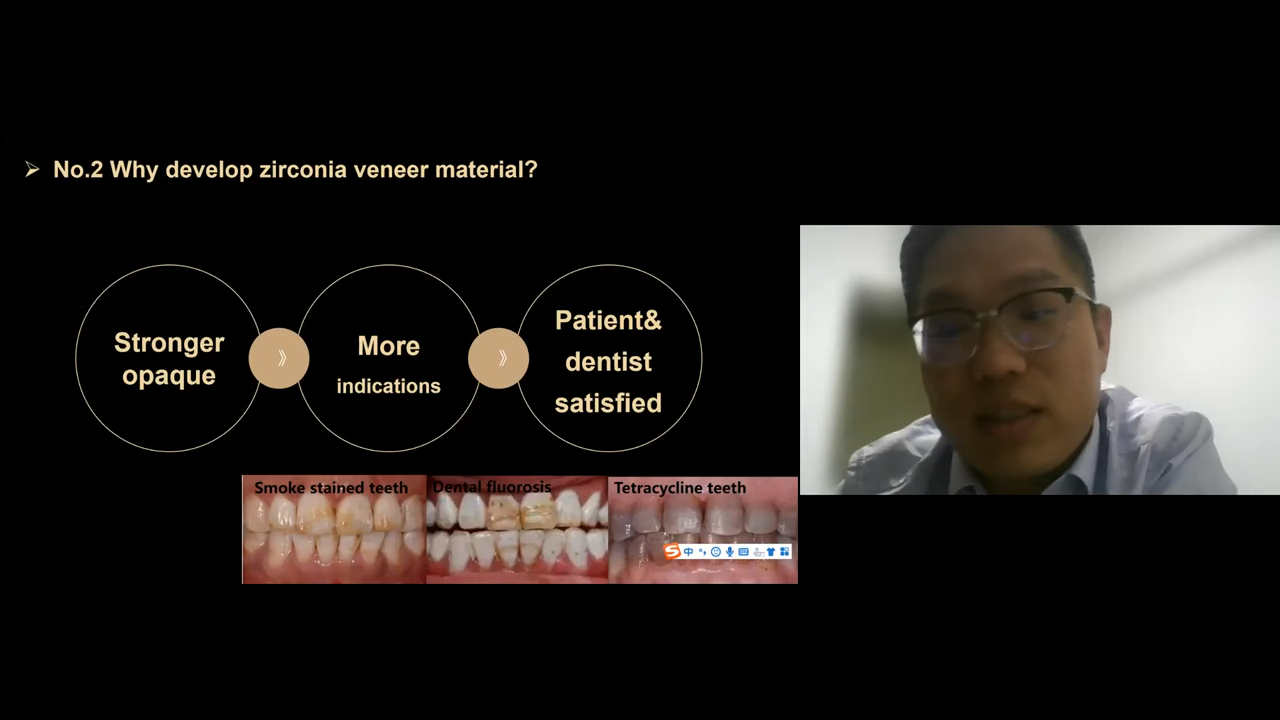 No.2 Why develop zirconia veneer material?
Stronger
opaque
》
More
indications
》
Patient&
dentist
satisfied
Smoke stained teeth
Dental fluorosis
Tetracycline teeth
S 中